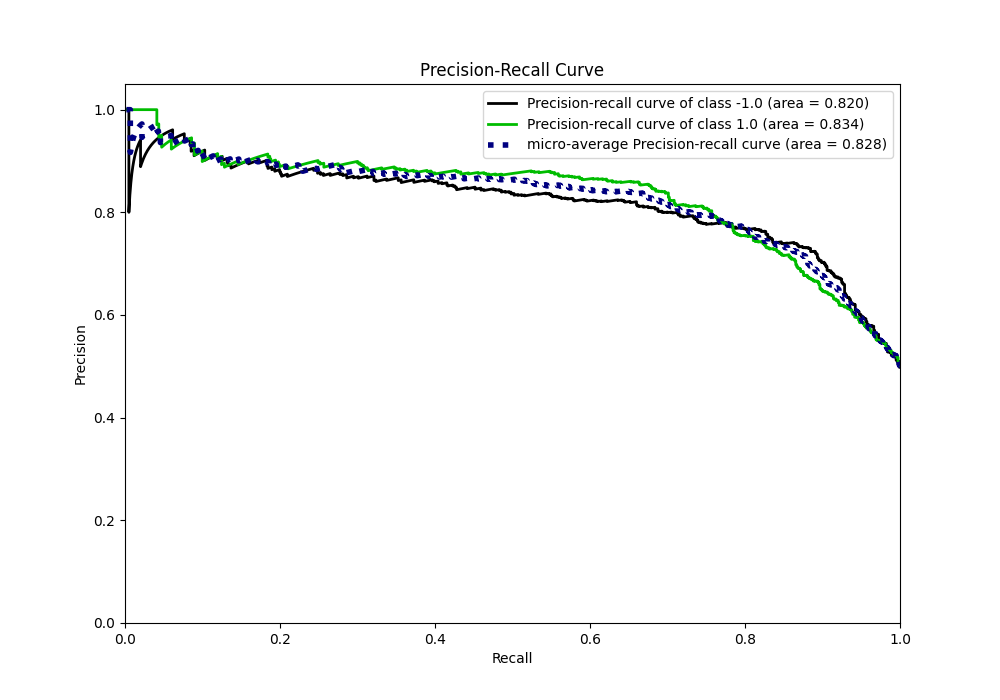 Precision-Recall Curve
Precision-recall curve of class -1.0 (area = 0.820)
Precision-recall curve of class 1.0 (area = 0.834)
micro-average Precision-recall curve (area = 0.828)
1.0
0.8
0.6
0.4
0.2
0.0
Precision
0.0 0.2 0.4 0.6 0.8 1.0
Recall